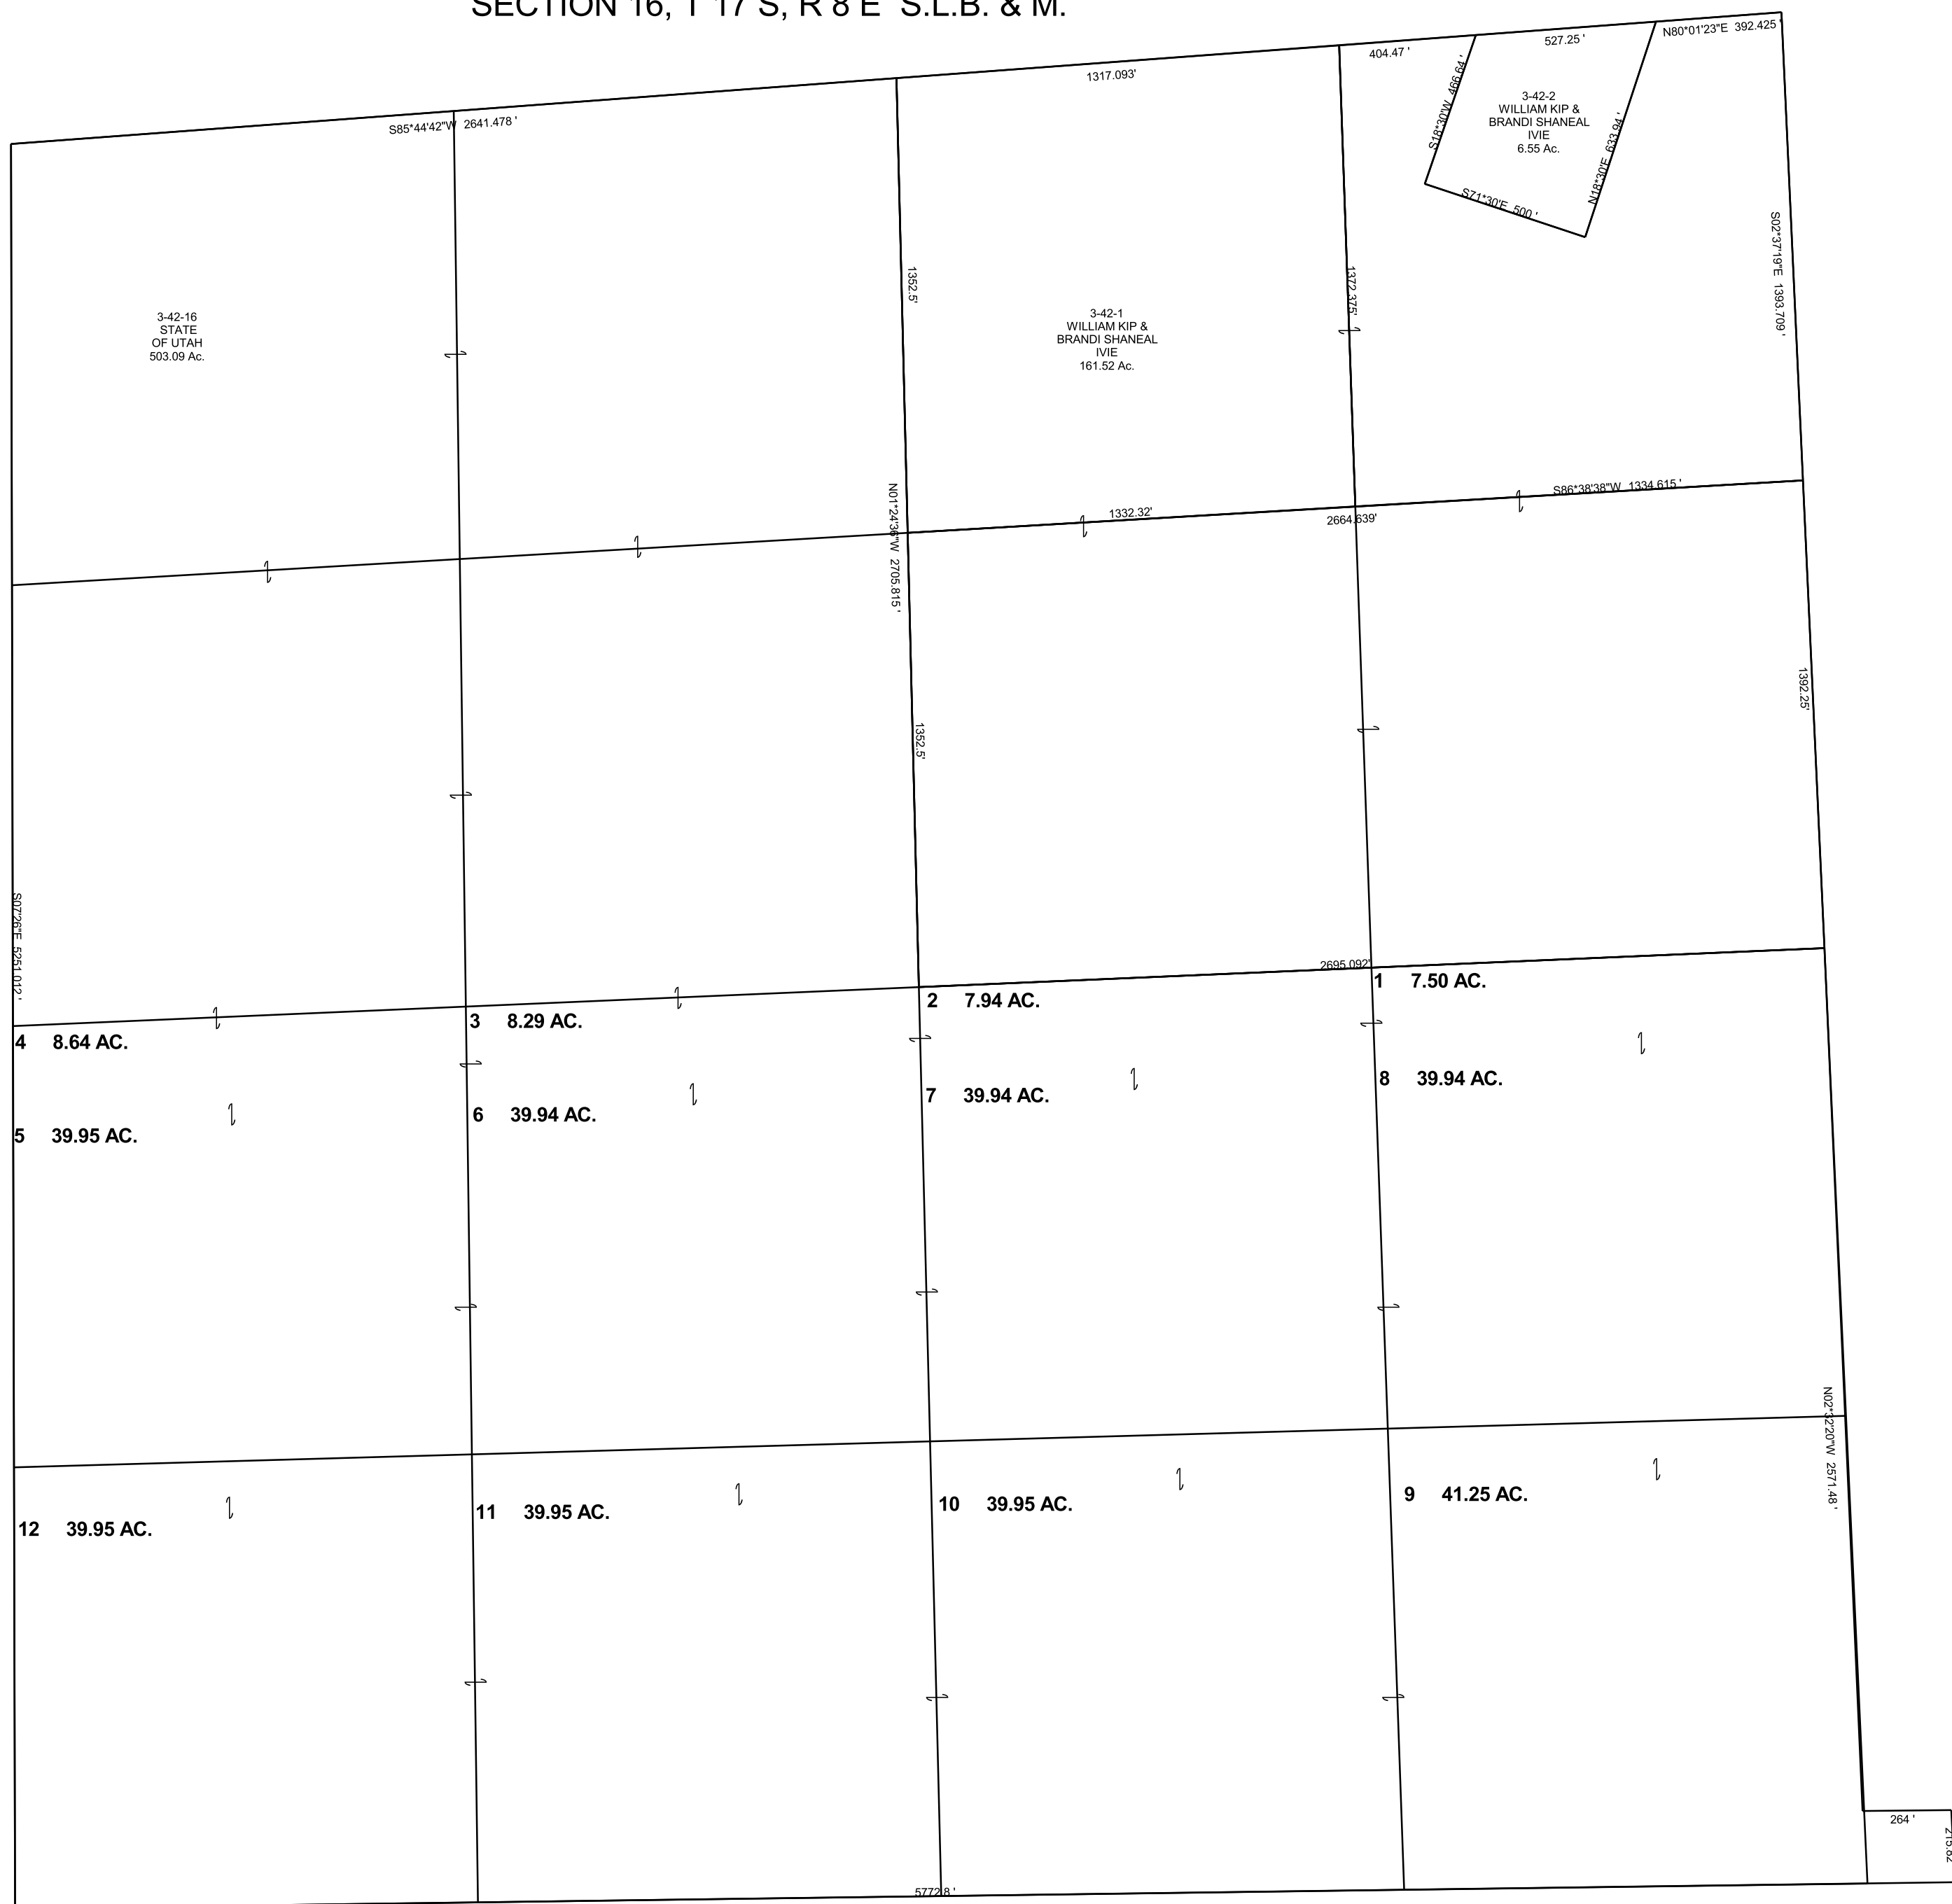 SECTION 16, T 17 S, R 8 E S.L.B. & M.
N80*01'23"E 392.425 '
527.25 '
404.47 '
1317.093'
S85*44'42"W 2641.478 '
S18*30'W 466.64 '
3-42-2
WILLIAM KIP &
BRANDI SHANEAL
IVIE
6.55 Ac.
N18*30'E 633.94 '
S71*30'E 500 '
S02*37'19"E 1393.709 '
1352.5'
1372.375'
3-42-16
STATE
OF UTAH
503.09 Ac.
3-42-1
WILLIAM KIP &
BRANDI SHANEAL
IVIE
161.52 Ac.
S86*38'38"W 1334.615 '
1332.32'
2664.639'
N01*24'36"W 2705.815 '
1352.5'
1392.25'
S07'26"E 5251.012 '
2695.092'
1 7.50 AC.
2 7.94 AC.
3 8.29 AC.
4 8.64 AC.
8 39.94 AC.
7 39.94 AC.
6 39.94 AC.
5 39.95 AC.
N02*32'20"W 2571.48 '
9 41.25 AC.
10 39.95 AC.
11 39.95 AC.
12 39.95 AC.
264 '
215.82
5772.8 '